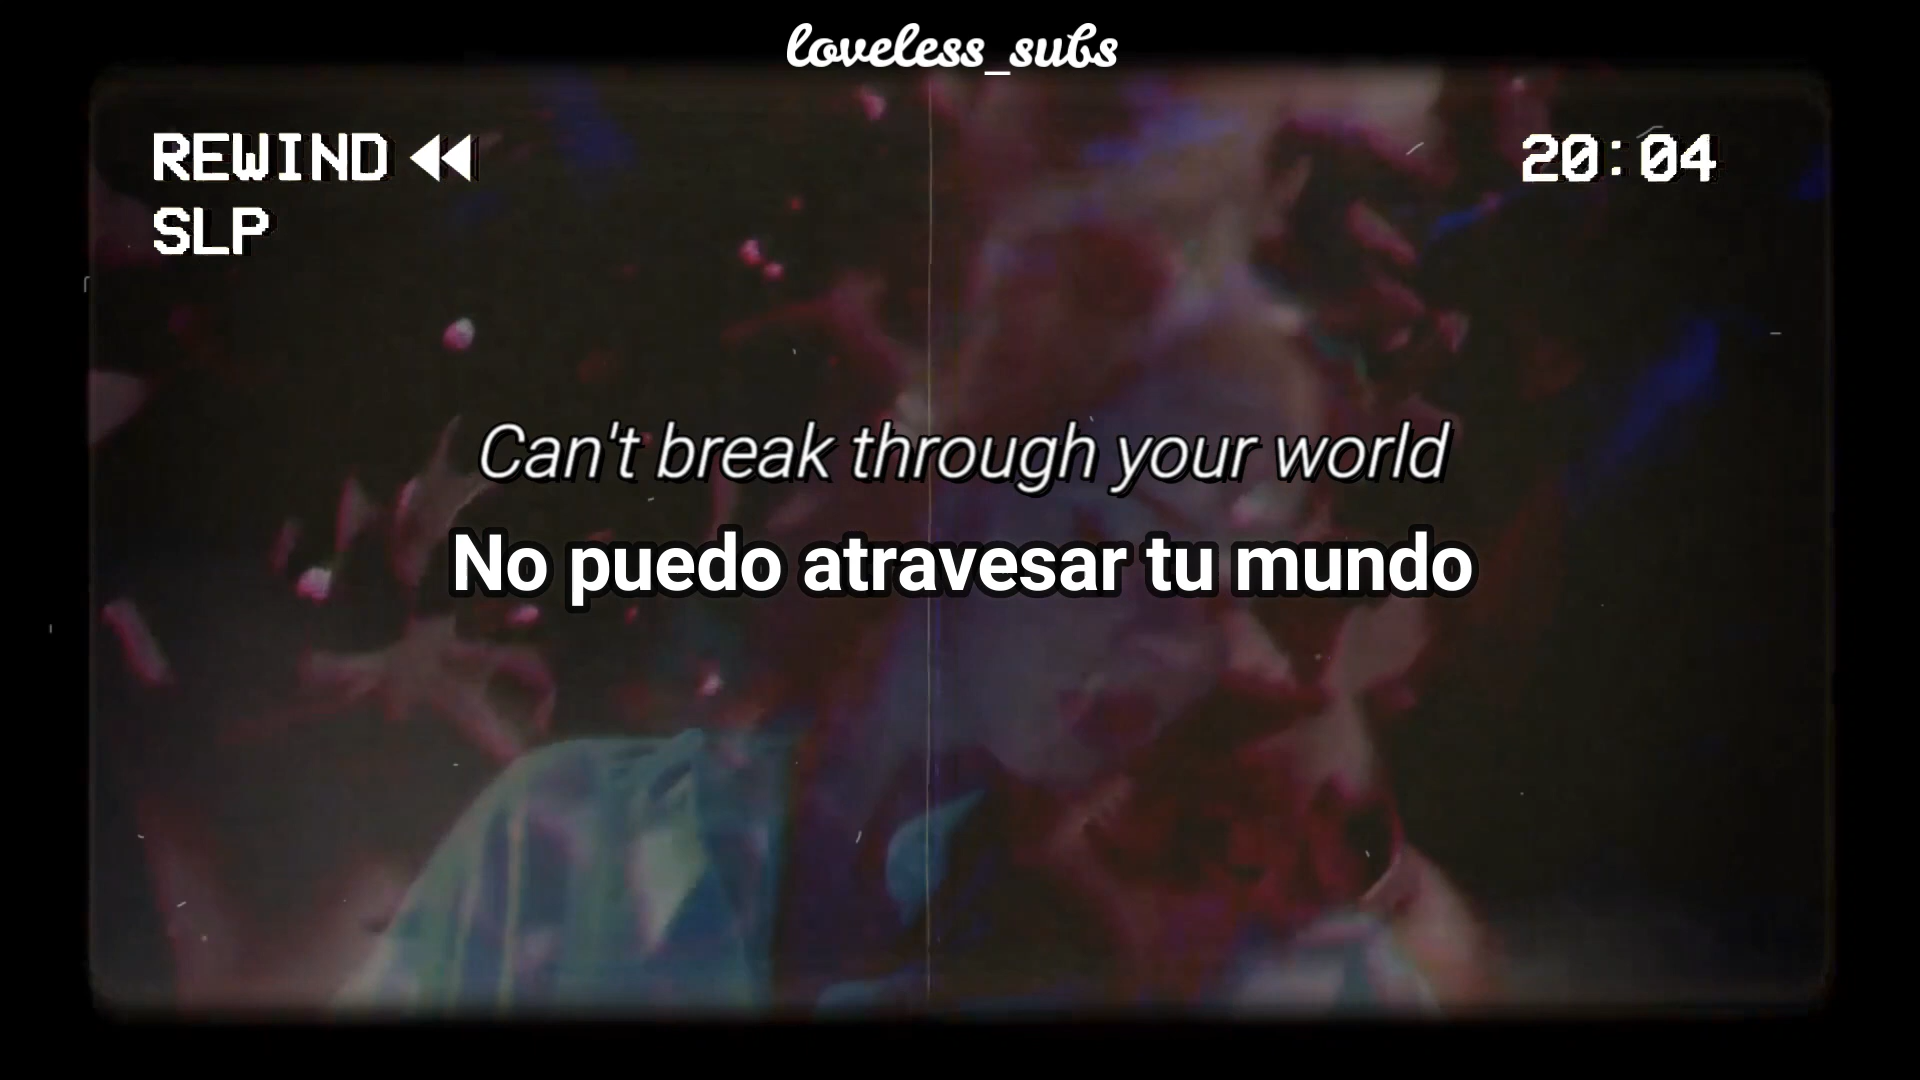 loveless_subs
REWIND
20:04
SLP
Can't break through your world
No puedo atravesar tu mundo